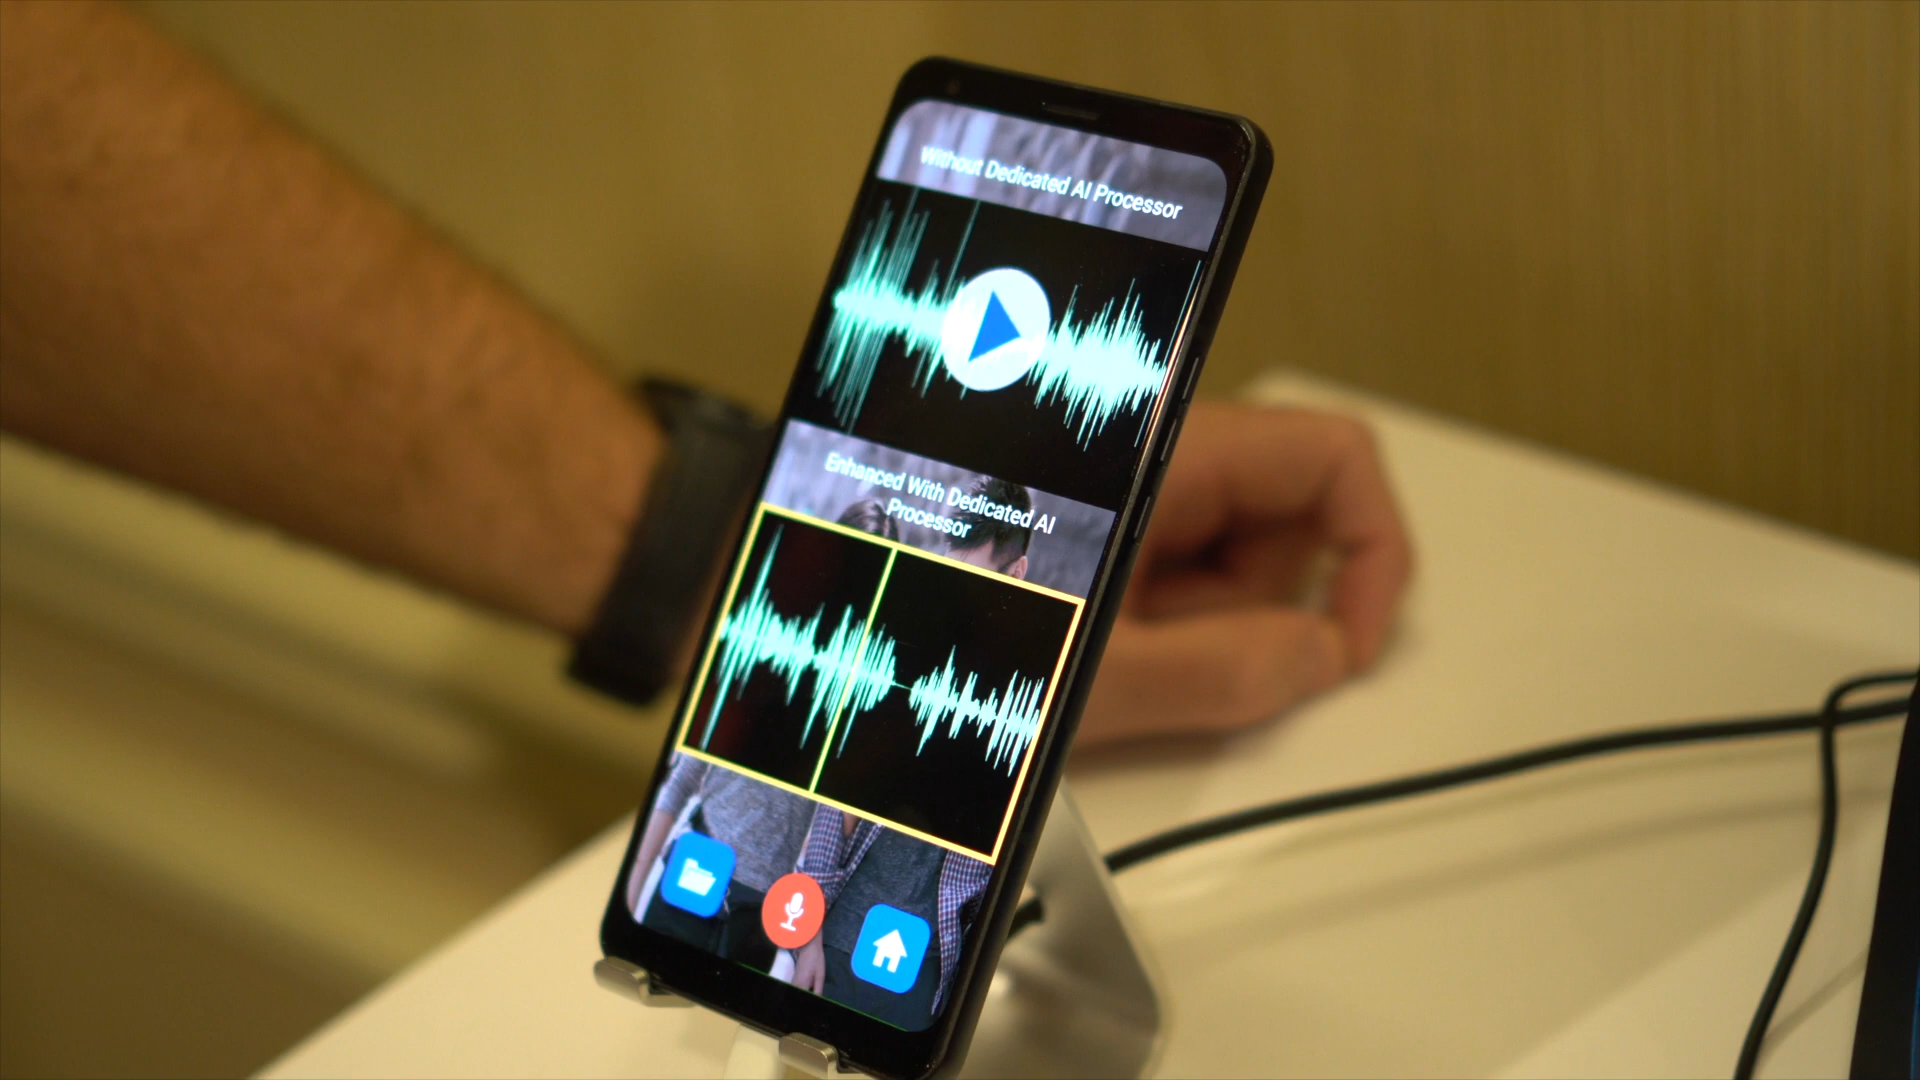 Without Dedicated AI Processor
Enhanced With Dedicated AI
Processor